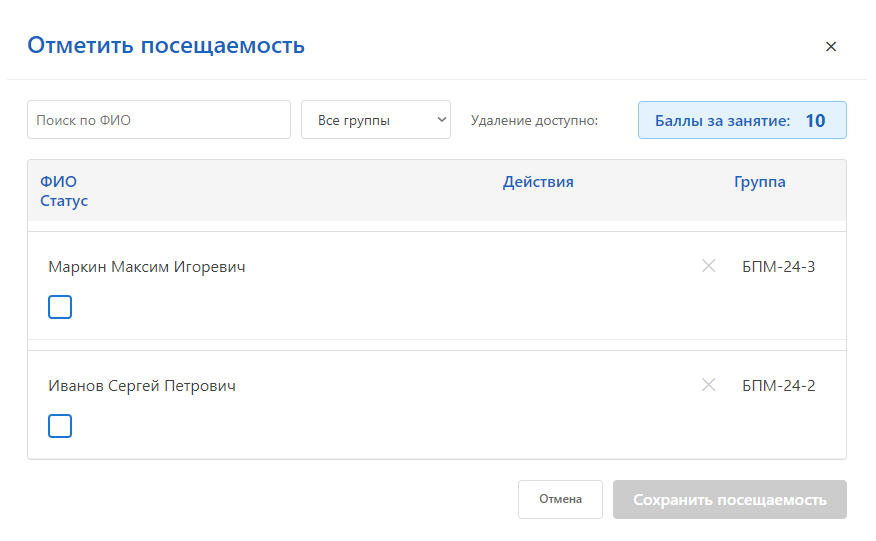 Отметить посещаемость
Поиск по ФИО
Все группы
Удаление доступно:
Баллы за занятие: 10
ФИО Действия Группа
Статус
Маркин Максим Игоревич БПМ-24-3
Иванов Сергей Петрович БПМ-24-2
Отмена
Сохранить посещаемость